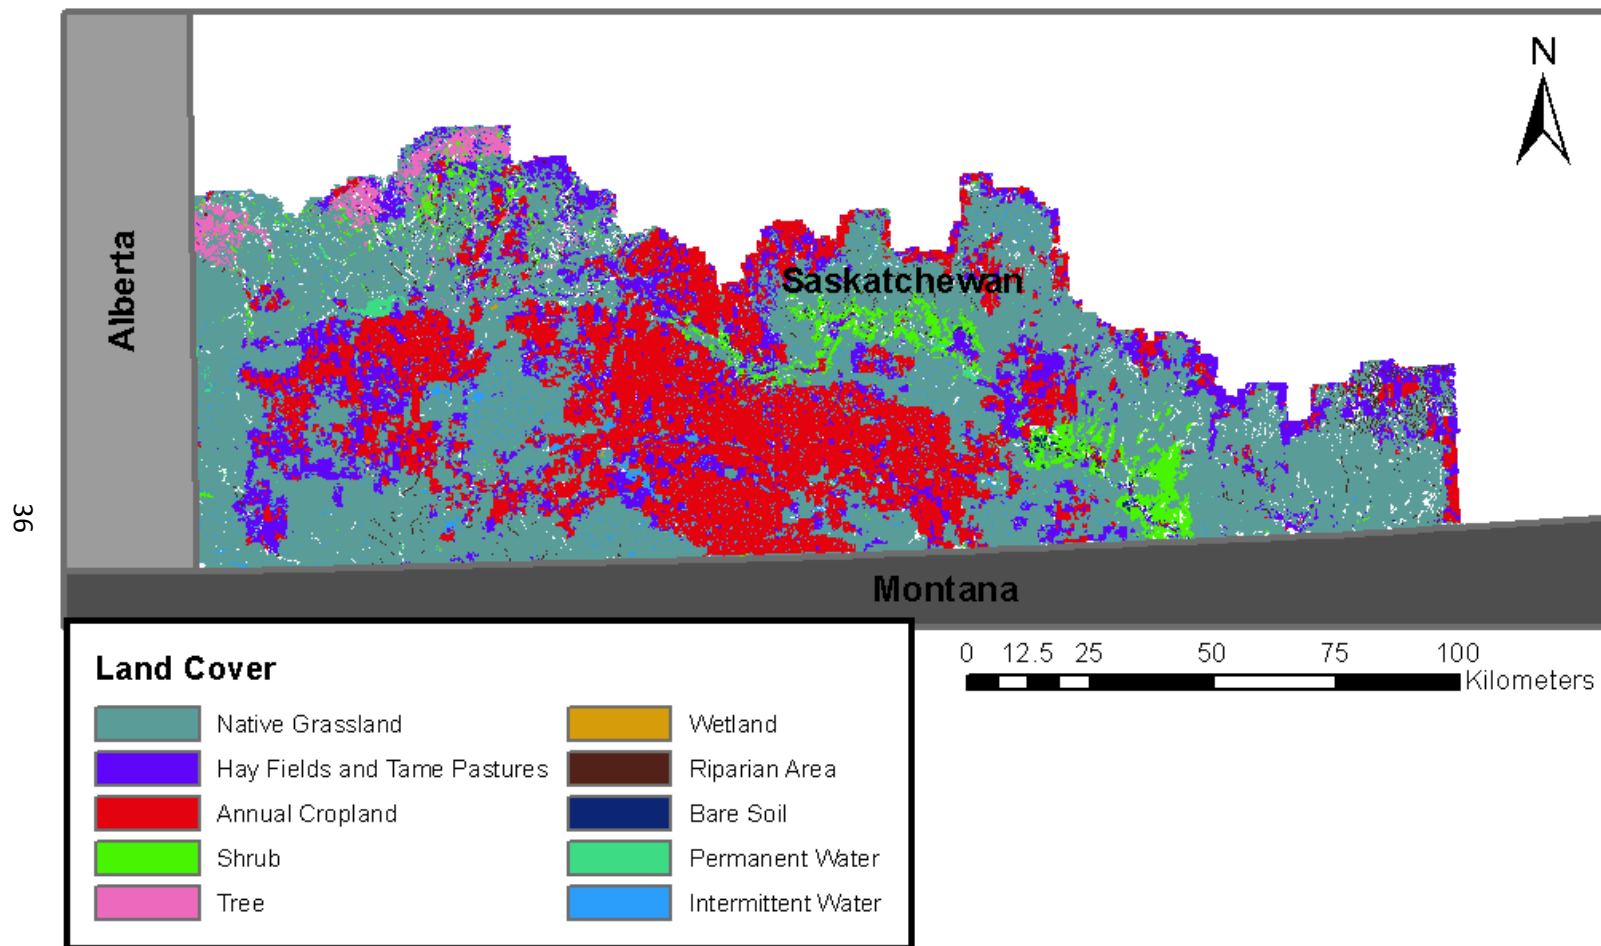 N
Alberta
Saskatchewan
36
Montana
0 12.5 25 50 75 100
Kilometers
Land Cover
Native Grassland
Hay Fields and Tame Pastures
Annual Cropland
Shrub
Tree
Wetland
Riparian Area
Bare Soil
Permanent Water
Intermittent Water